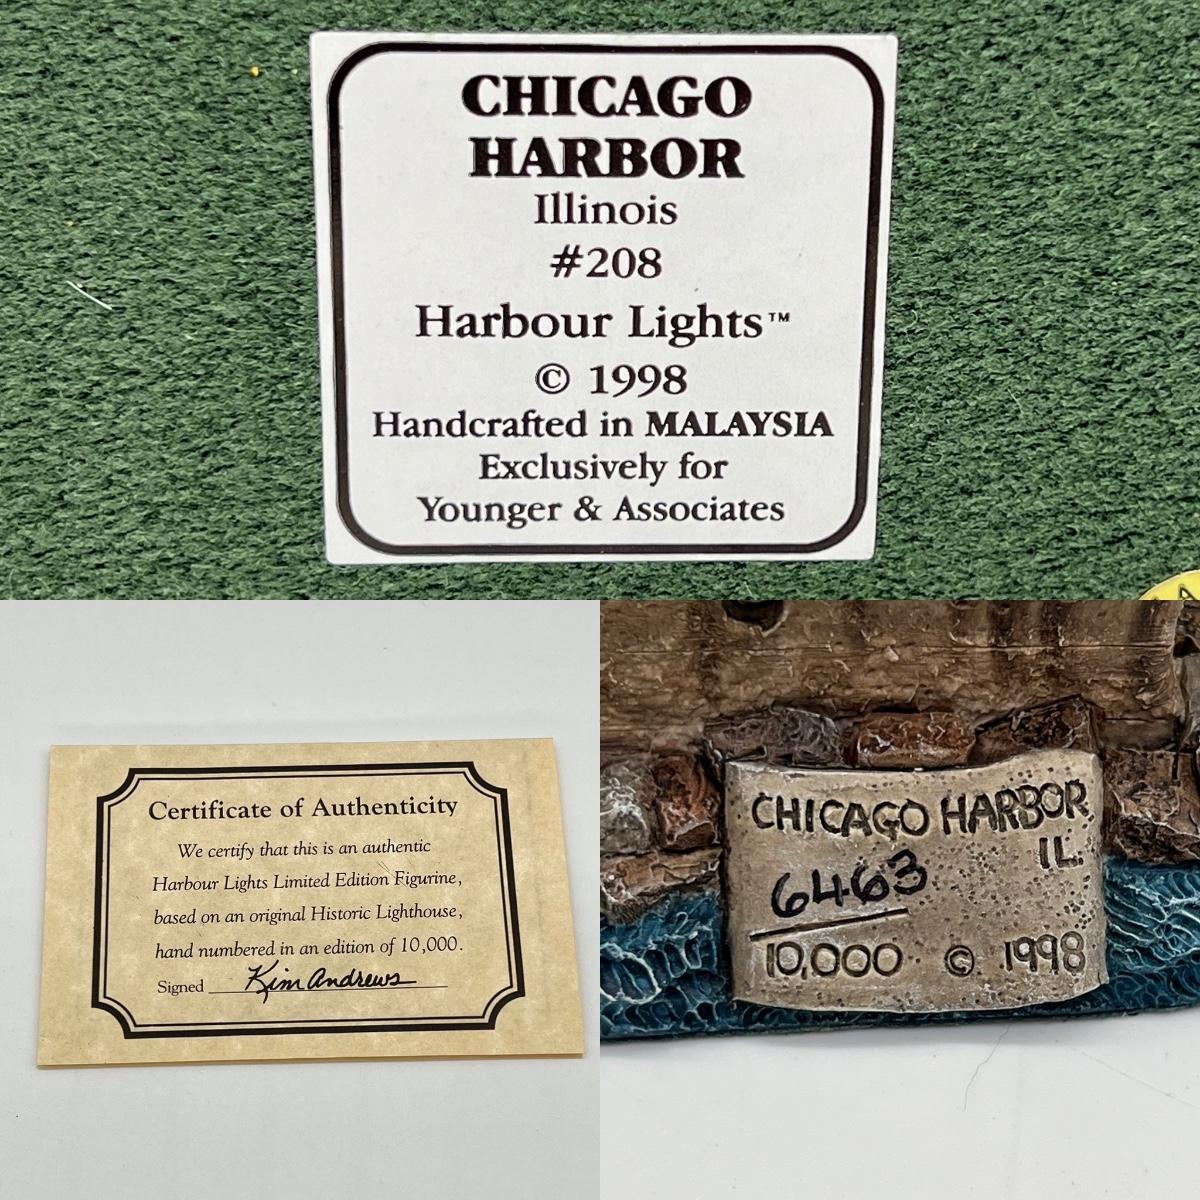 CHICAGO
HARBOR
Illinois
#208
Harbour Lights™
© 1998
Handcrafted in MALAYSIA
Exclusively for
Younger & Associates
Certificate of Authenticity
We certify that this is an authentic
Harbour Lights Limited Edition Figurine,
based on an original Historic Lighthouse,
hand numbered in an edition of 10,000.
Signed Kim Andrews
CHICAGO HARBOR
IL.
6463
10,000 © 1998